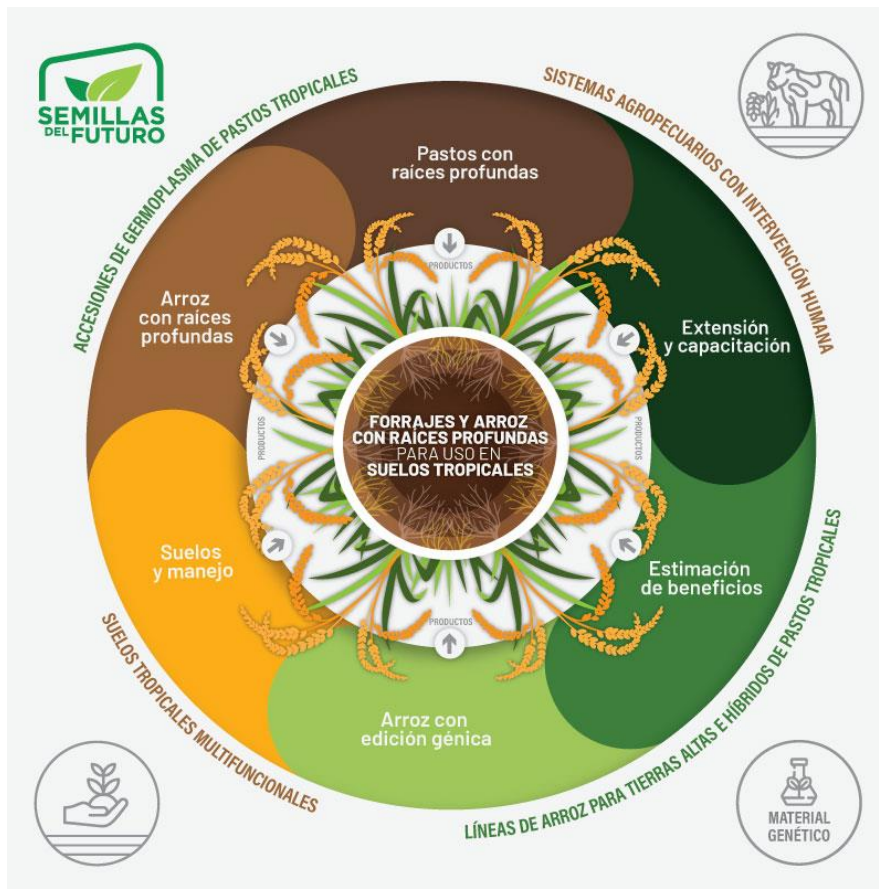 SEMILLAS
DEL FUTURO
ACCESIONES DE GERMOPLASMA DE PASTOS TROPICALES
SISTEMAS AGROPECUARIOS CON INTERVENCIÓN HUMANA
Pastos con
raíces profundas
PRODUCTOS
Arroz
con raíces
profundas
Extensión
y capacitación
PRODUCTOS
FORRAJES Y ARROZ
CON RAÍCES PROFUNDAS
PARA USO EN
SUELOS TROPICALES
PRODUCTOS
Suelos
y manejo
Estimación
de beneficios
PRODUCTOS
Arroz con
edición génica
SUELOS TROPICALES MULTIFUNCIONALES
LÍNEAS DE ARROZ PARA TIERRAS ALTAS E HÍBRIDOS DE PASTOS TROPICALES
MATERIAL
GENÉTICO